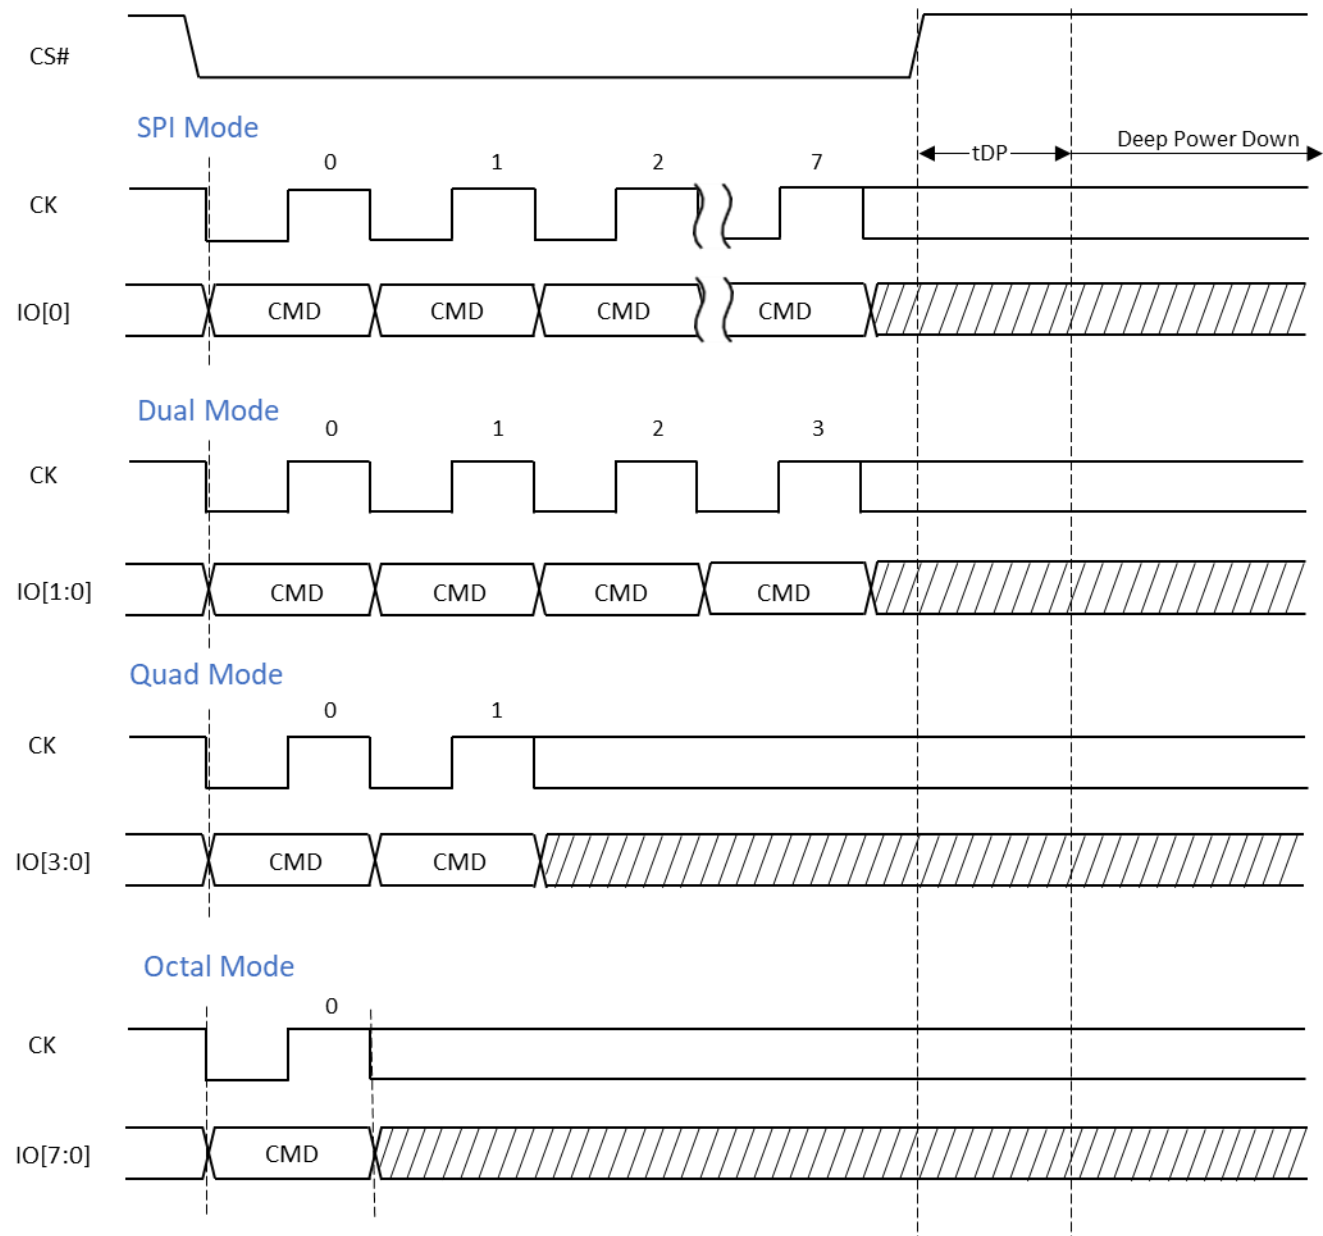 CS#
SPI Mode
tDP
Deep Power Down
0 1 2 7
CK
IO[0] CMD CMD CMD CMD
Dual Mode
0 1 2 3
CK
IO[1:0] CMD CMD CMD CMD
Quad Mode
0 1
CK
IO[3:0] CMD CMD
Octal Mode
0
CK
IO[7:0] CMD